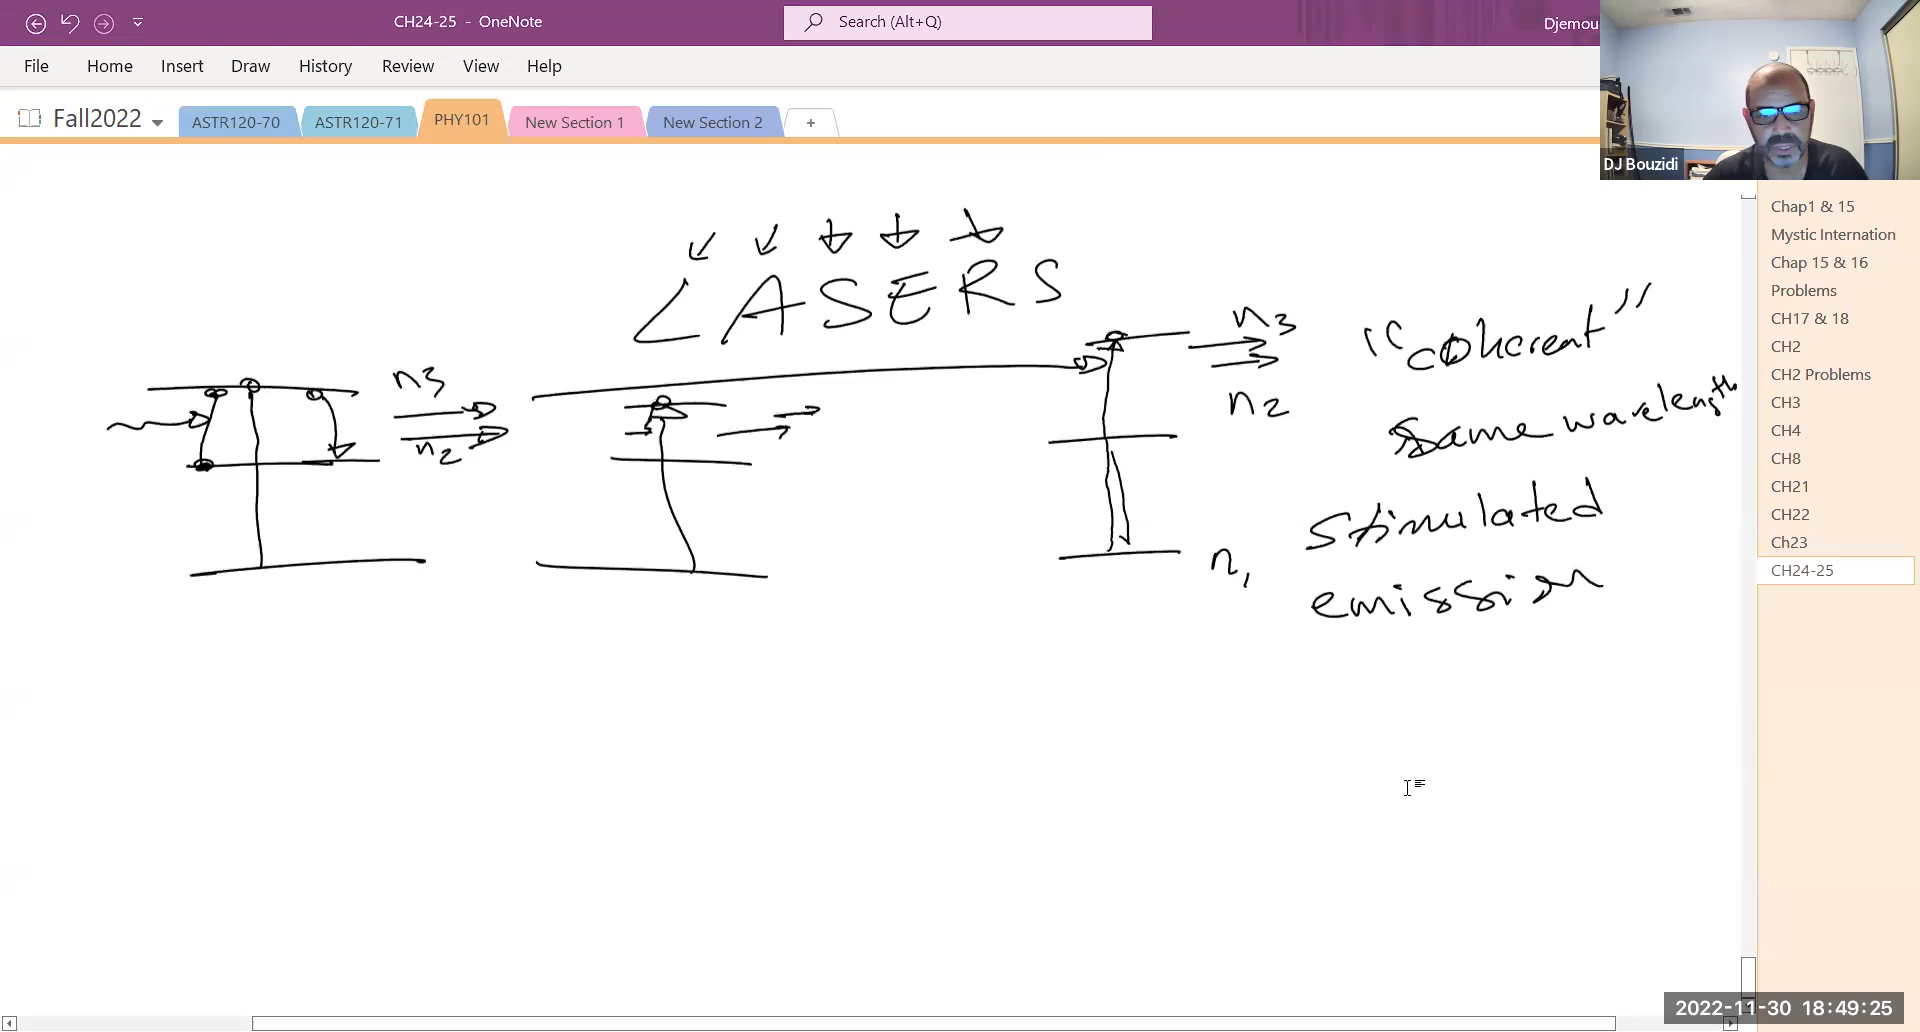 CH24-25 - OneNote
Search (Alt+Q)
Djemou
File Home Insert Draw History Review View Help
Fall2022
ASTR120-70 ASTR120-71 PHY101 New Section 1 New Section 2 +
DJ Bouzidi
LASERS
n3
n2
n3
n2
n1
"coherent"
same wavelength
stimulated
emission
Chap1 & 15
Mystic Internation
Chap 15 & 16
Problems
CH17 & 18
CH2
CH2 Problems
CH3
CH4
CH8
CH21
CH22
Ch23
CH24-25
2022-11-30 18:49:25